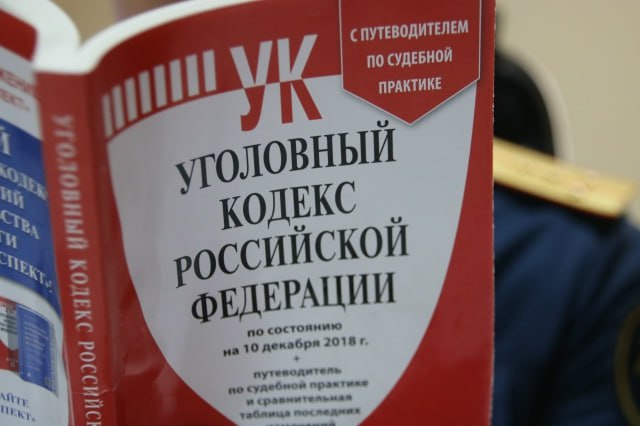 С ПУТЕВОДИТЕЛЕМ
ПО СУДЕБНОЙ
ПРАКТИКЕ
УК
УГОЛОВНЫЙ
КОДЕКС
РОССИЙСКОЙ
ФЕДЕРАЦИИ
по состоянию
на 10 декабря 2018 г.
+
путеводитель
по судебной практике
и сравнительная
таблица последних
УГОЛОВНЫЙ КОДЕКС